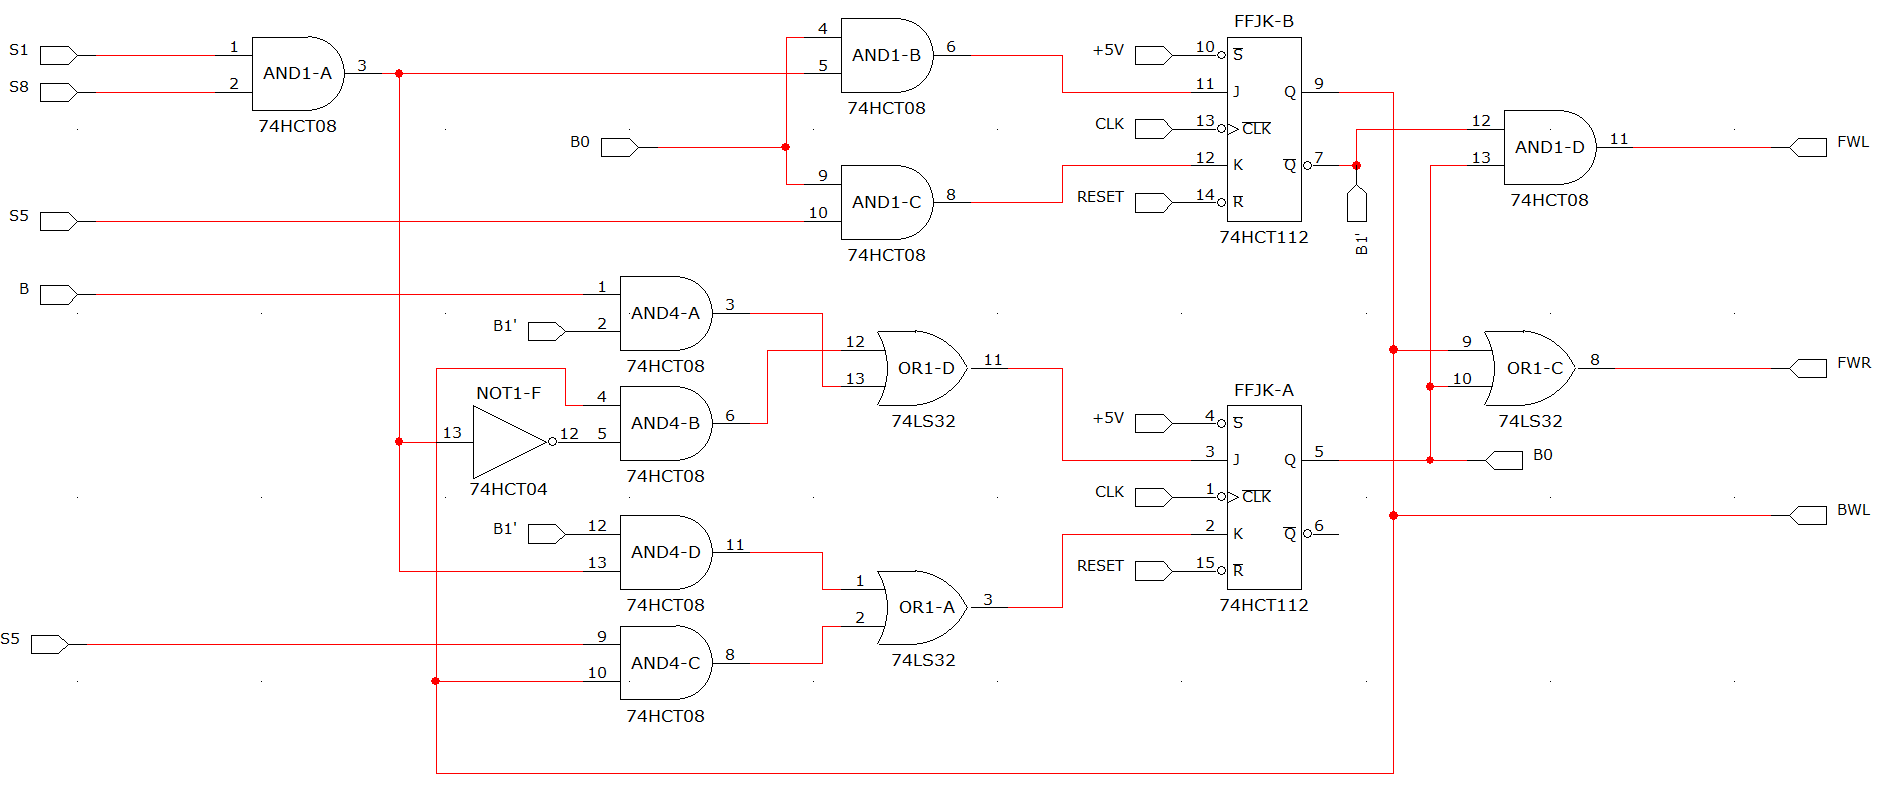 FFJK-B
S1
1
AND1-A
3
S8
2
74HCT08
4
AND1-B
6
5
74HCT08
+5V
10
S
11
J
Q
9
CLK
13
CLK
12
K
Q
7
RESET
14
R
74HCT112
B1'
B0
9
AND1-C
8
S5
10
74HCT08
12
AND1-D
11
FWL
13
74HCT08
B
1
AND4-A
3
B1'
2
74HCT08
NOT1-F
13
12
74HCT04
4
AND4-B
6
5
74HCT08
12
OR1-D
11
13
74LS32
FFJK-A
+5V
4
S
3
J
Q
5
CLK
1
CLK
2
K
Q
6
RESET
15
R
74HCT112
9
OR1-C
8
FWR
10
74LS32
B0
BWL
B1'
12
AND4-D
11
13
74HCT08
1
OR1-A
3
2
74LS32
S5
9
AND4-C
8
10
74HCT08